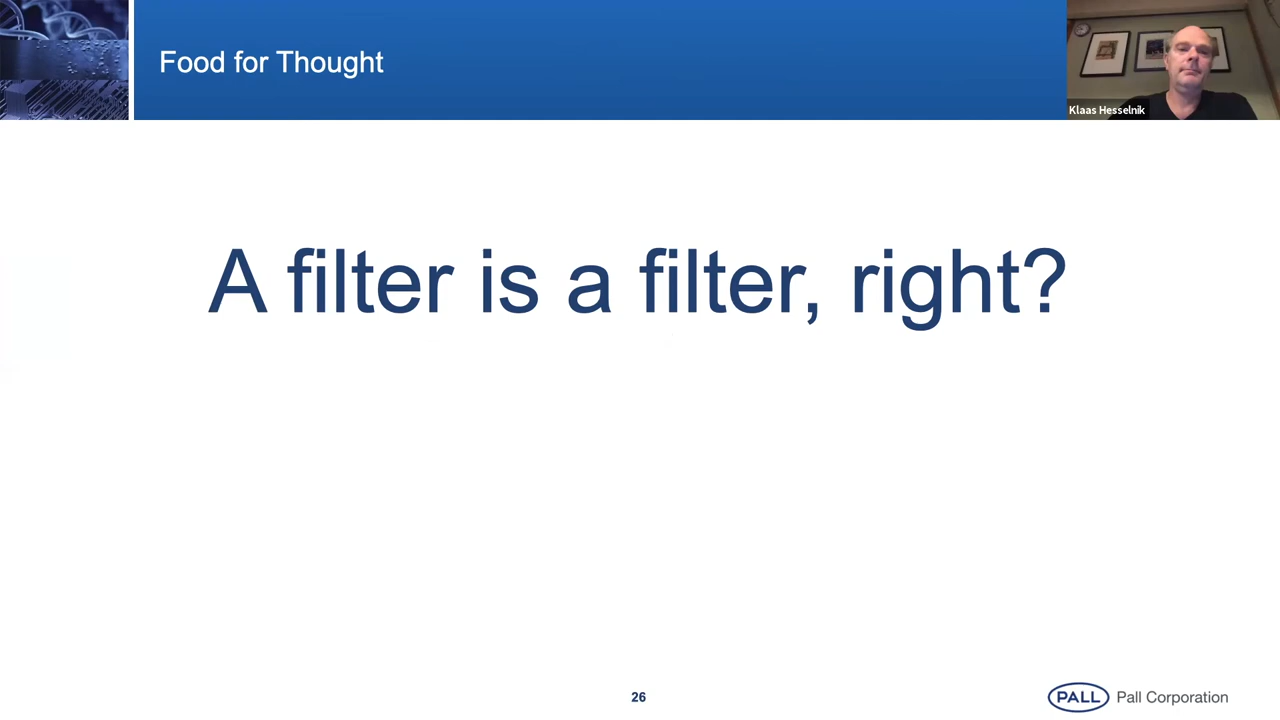 Food for Thought
Klaas Hesselnik
A filter is a filter, right?
26
PALL Pall Corporation